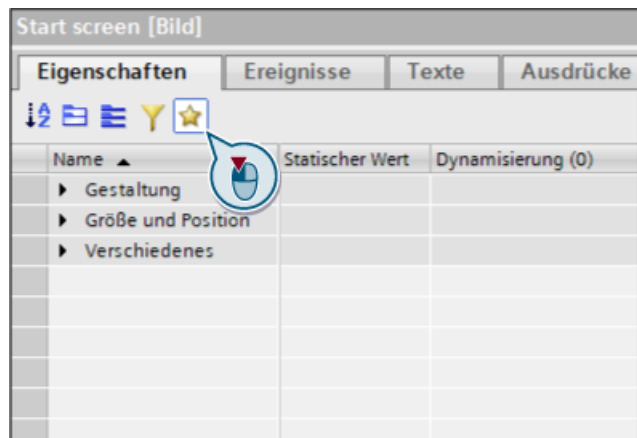 Start screen [Bild]
Eigenschaften Ereignisse Texte Ausdrücke
Name Statischer Wert Dynamisierung (0)
Gestaltung
Größe und Position
Verschiedenes